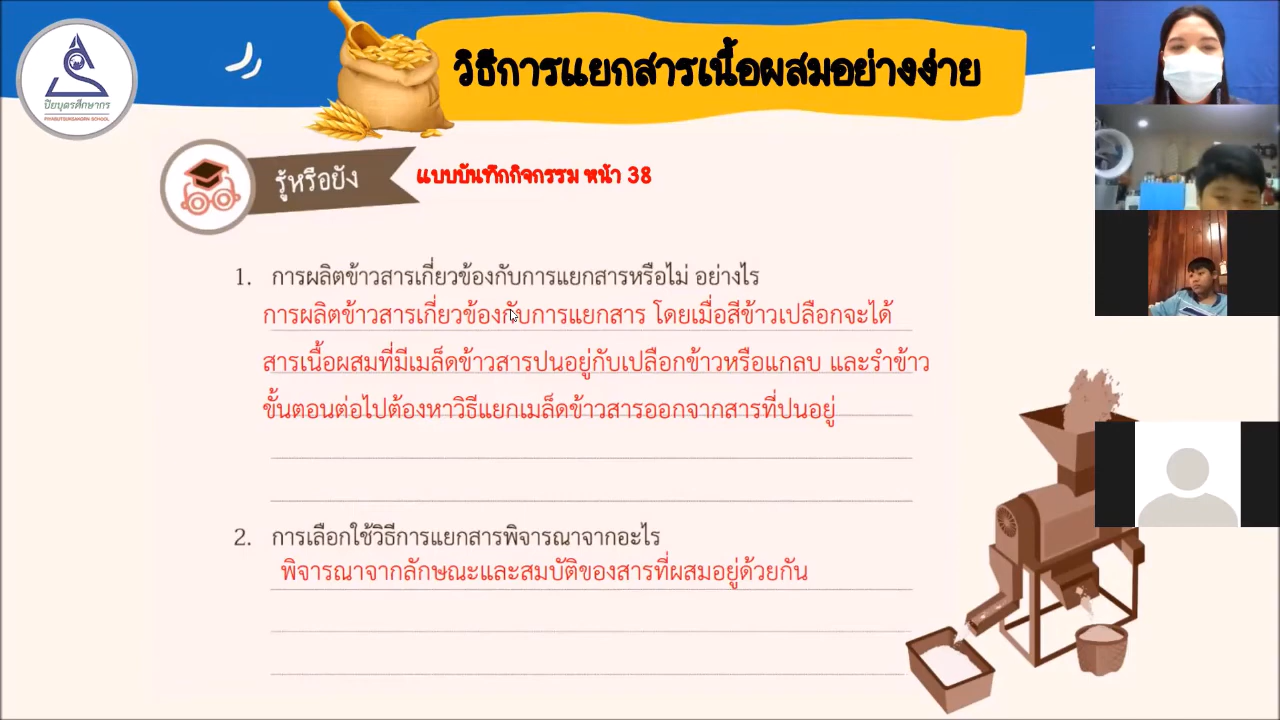 วิธีการแยกสารเนื้อผสมอย่างง่าย
ปิยบุตรศึกษากร
PIYABUTSUKSAKORN SCHOOL
รู้หรือยัง
แบบบันทึกกิจกรรม หน้า 38
1. การผลิตข้าวสารเกี่ยวข้องกับการแยกสารหรือไม่ อย่างไร
การผลิตข้าวสารเกี่ยวข้องกับการแยกสาร โดยเมื่อสีข้าวเปลือกจะได้
สารเนื้อผสมที่มีเมล็ดข้าวสารปนอยู่กับเปลือกข้าวหรือแกลบ และรำข้าว
ขั้นตอนต่อไปต้องหาวิธีแยกเมล็ดข้าวสารออกจากสารที่ปนอยู่
2. การเลือกใช้วิธีการแยกสารพิจารณาจากอะไร
พิจารณาจากลักษณะและสมบัติของสารที่ผสมอยู่ด้วยกัน